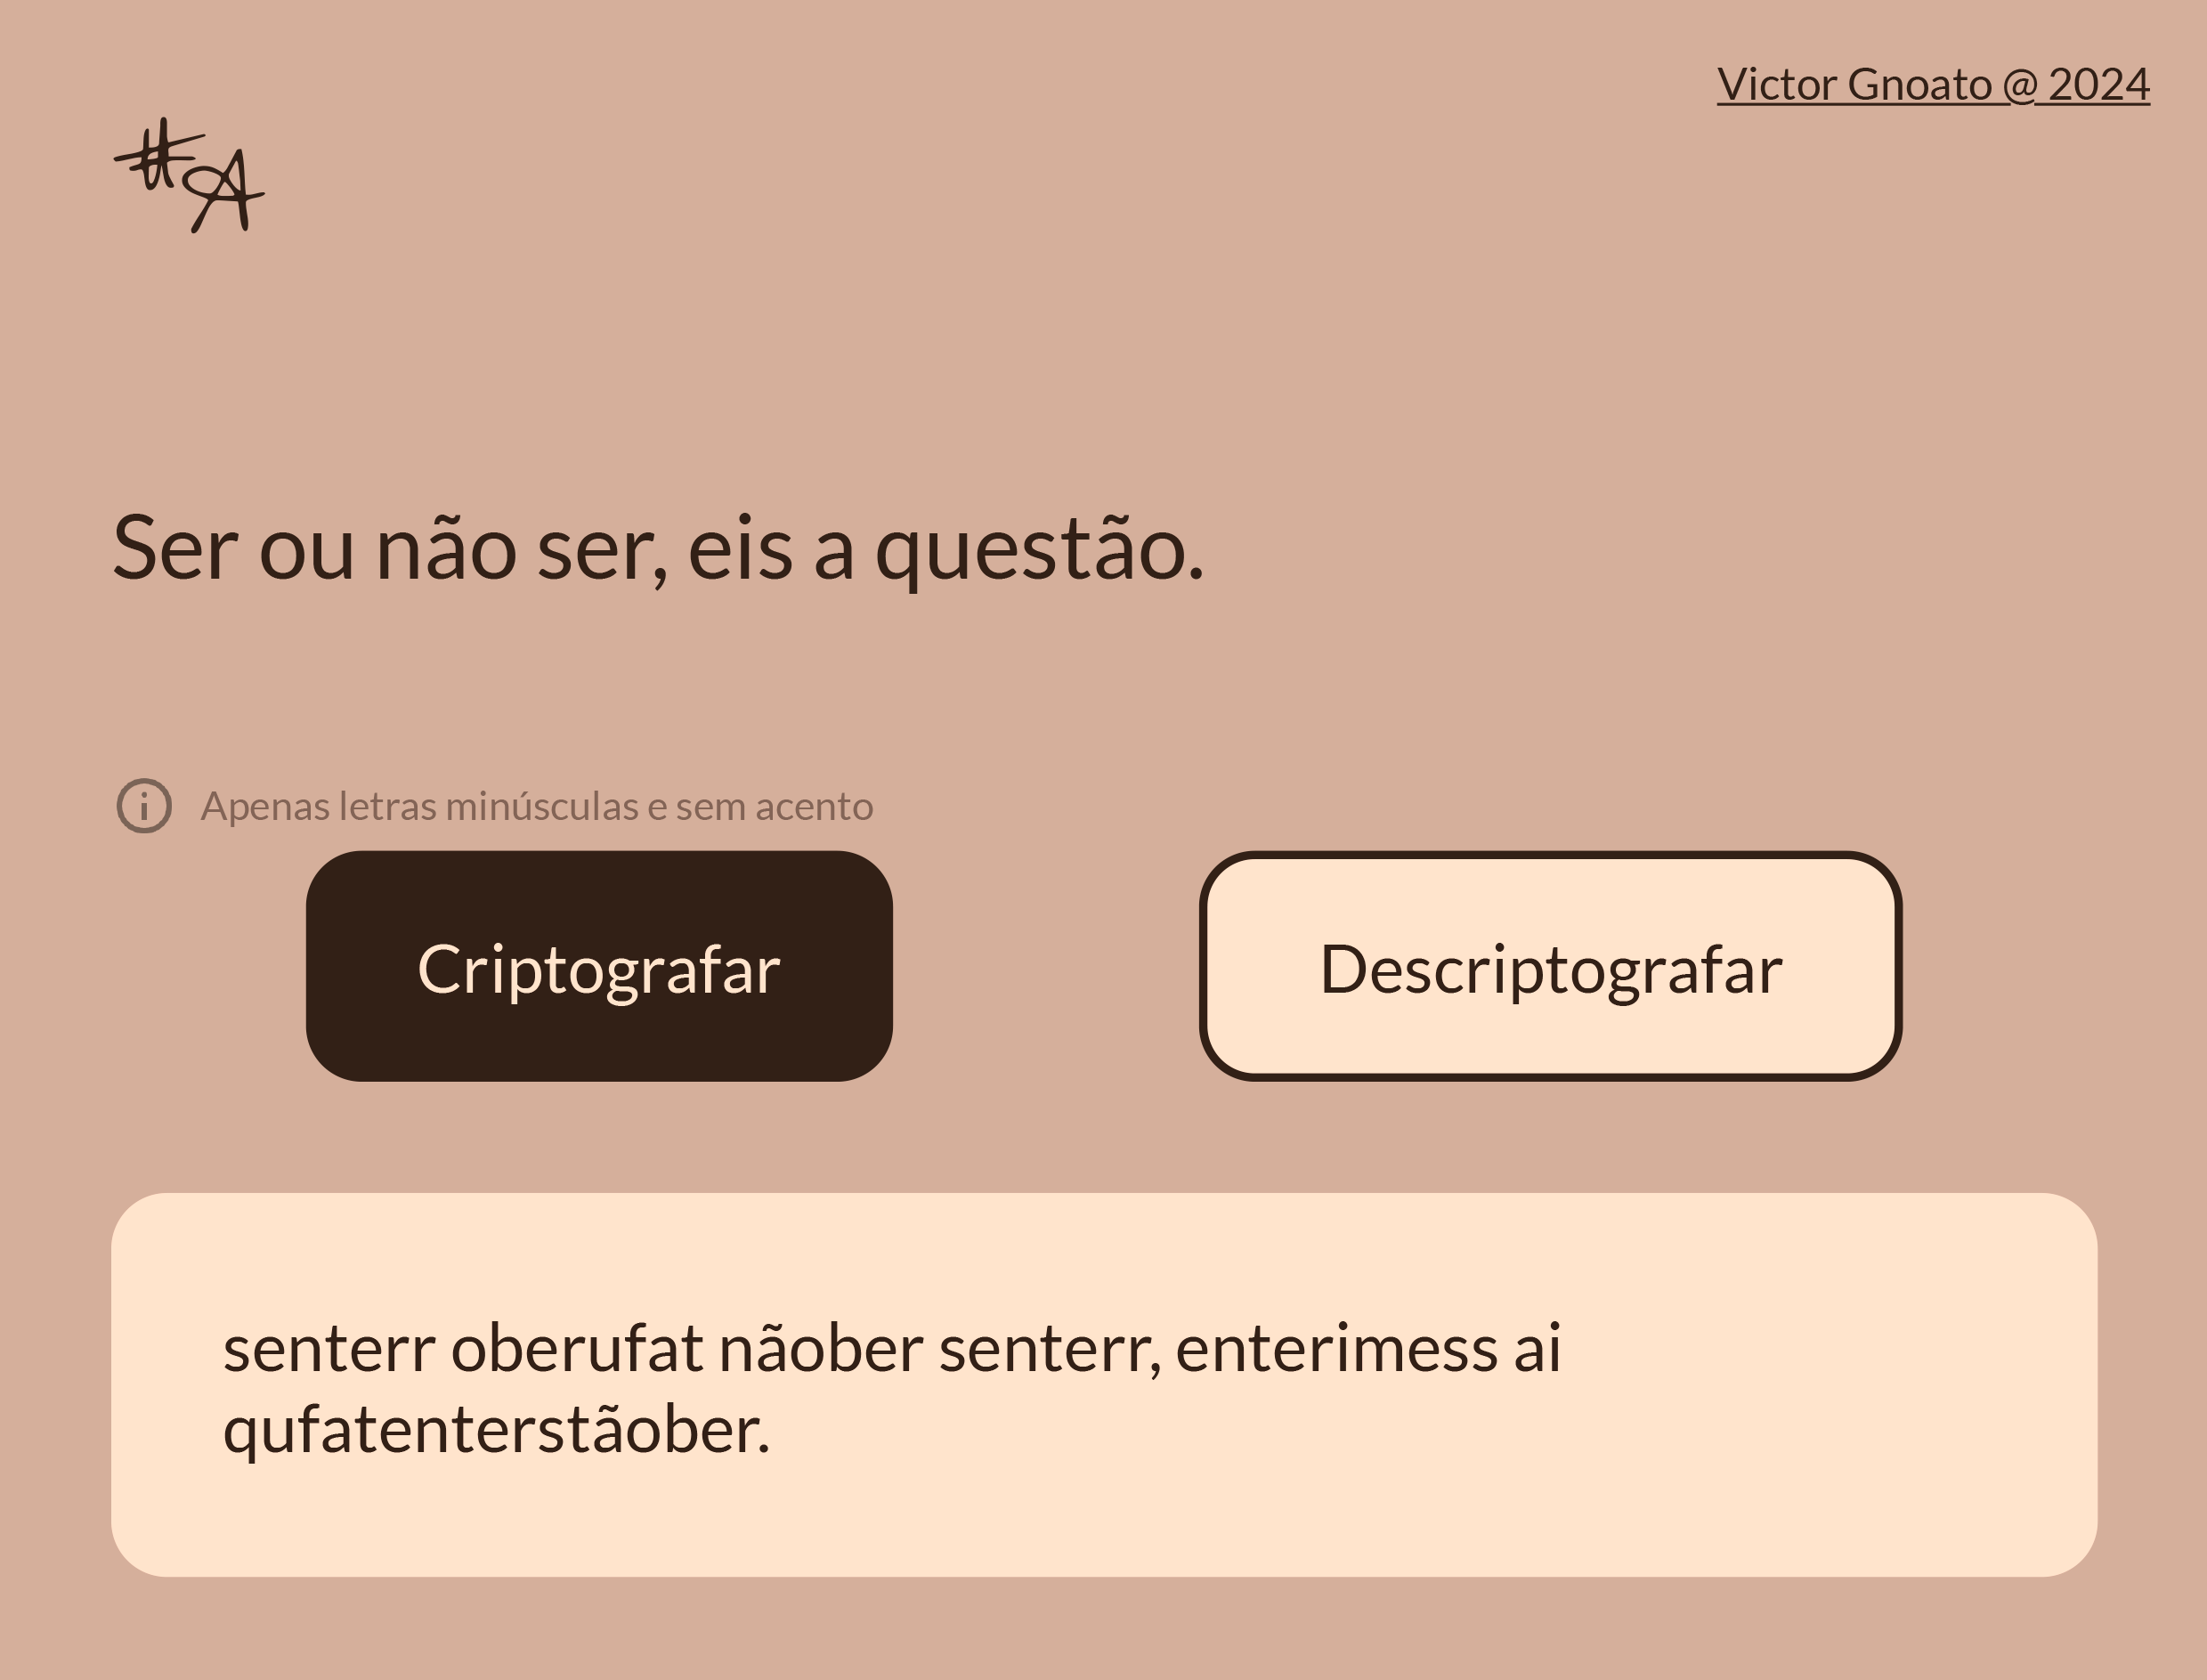 Victor Gnoato @ 2024
#A
Ser ou não ser, eis a questão.
Apenas letras minúsculas e sem acento
Criptografar
Descriptografar
senterr oberufat nãober senterr, enterimess ai
qufatenterstãober.